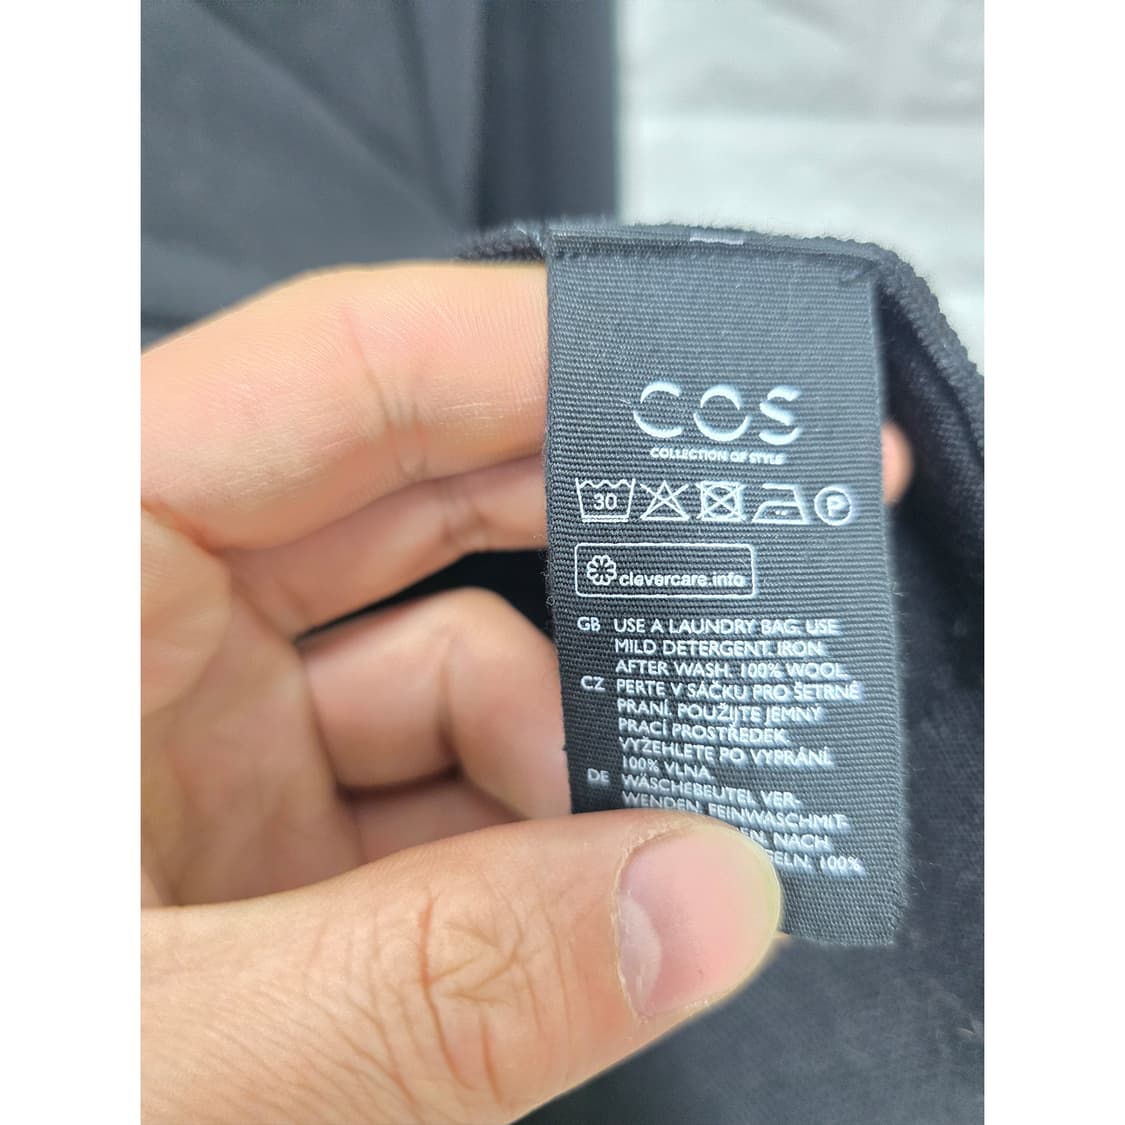 COS
COLLECTION OF STYLE
30
P
clevercare.info
GB USE A LAUNDRY BAG. USE
MILD DETERGENT. IRON
AFTER WASH. 100% WOOL.
CZ PERTE V SÁČKU PRO ŠETRNÉ
PRANÍ. POUŽIJTE JEMNÝ
PRACÍ PROSTŘEDEK.
VYŽEHLETE PO VYPRÁNÍ.
100% VLNA.
DE WÄSCHEBEUTEL VER-
WENDEN. FEINWASCHMIT-
NACH
100%